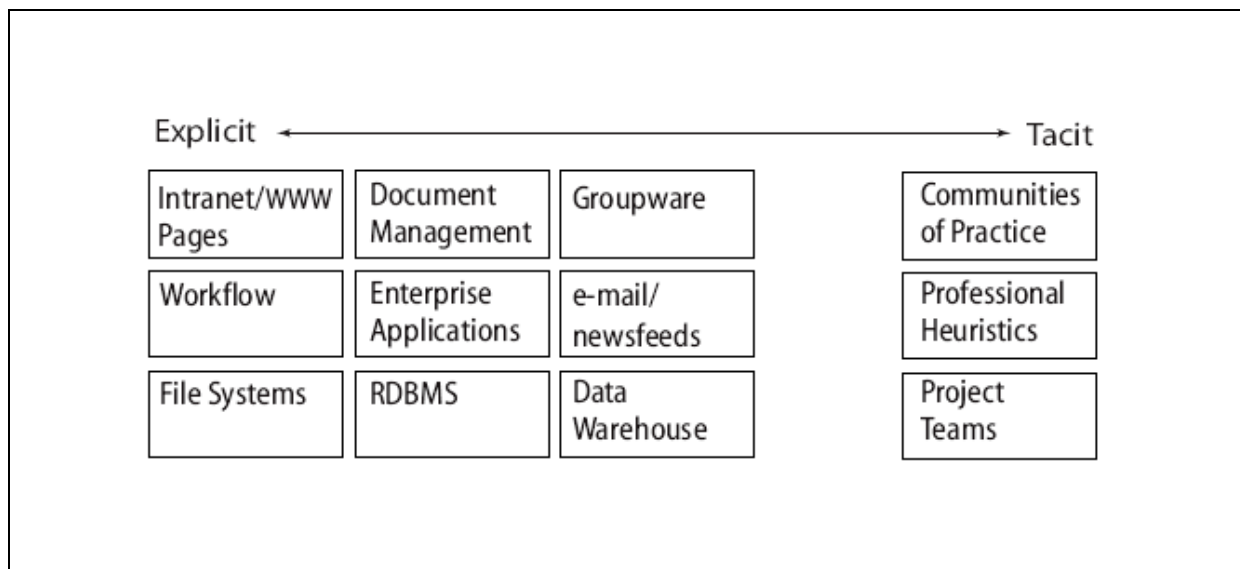 Explicit
Tacit
Intranet/WWW
Pages
Document
Management
Groupware
Communities
of Practice
Workflow
Enterprise
Applications
e-mail/
newsfeeds
Professional
Heuristics
File Systems
RDBMS
Data
Warehouse
Project
Teams